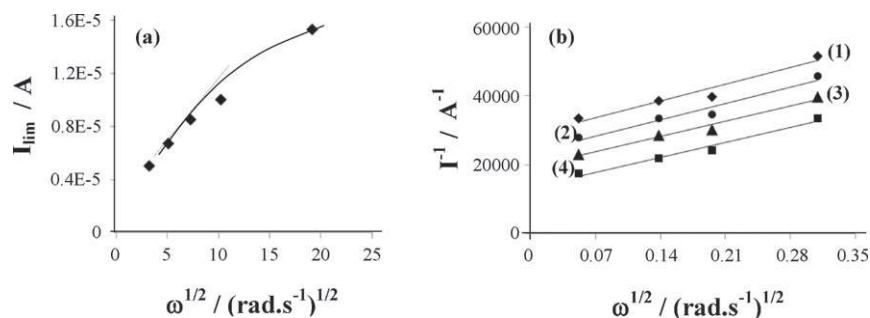 (a)
I_lim / A
1.6E-5
1.2E-5
0.8E-5
0.4E-5
0
0 5 10 15 20 25
ω^1/2 / (rad.s^-1)^1/2
(b)
I^-1 / A^-1
60000
40000
20000
0
(1)
(2)
(3)
(4)
0 0.07 0.14 0.21 0.28 0.35
ω^1/2 / (rad.s^-1)^1/2